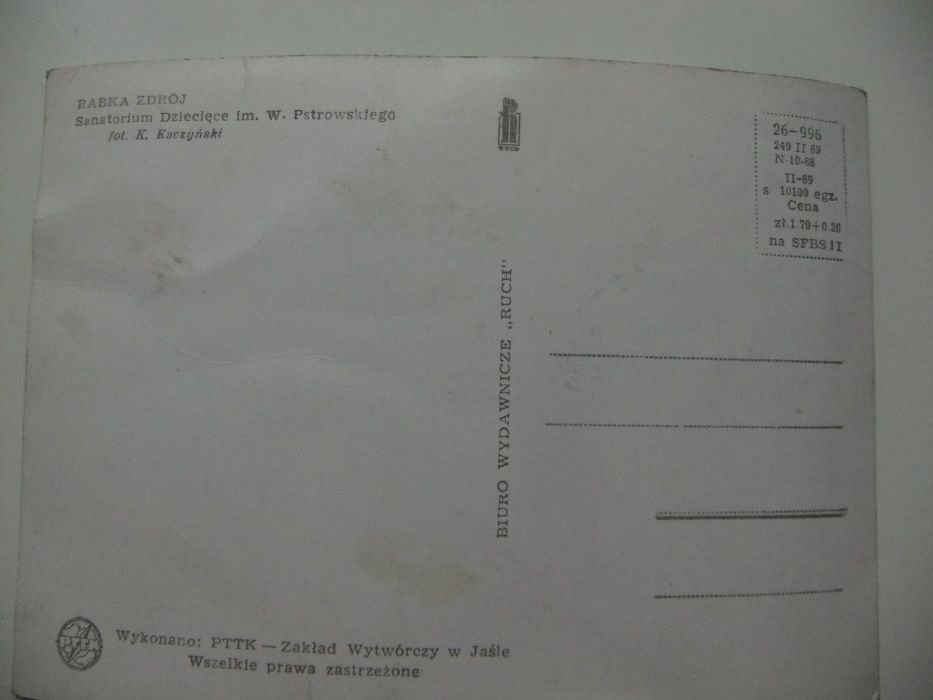 RABKA ZDRÓJ
Sanatorium Dziecięce im. W. Pstrowskiego
fot. K. Kaczyński
RUCH
26-996
249 II 69
N-10-68
II-69
s 10100 egz.
Cena
zł.1.70+0.20
na SFBS II
BIURO WYDAWNICZE „RUCH"
PTTK
Wykonano: PTTK — Zakład Wytwórczy w Jaśle
Wszelkie prawa zastrzeżone